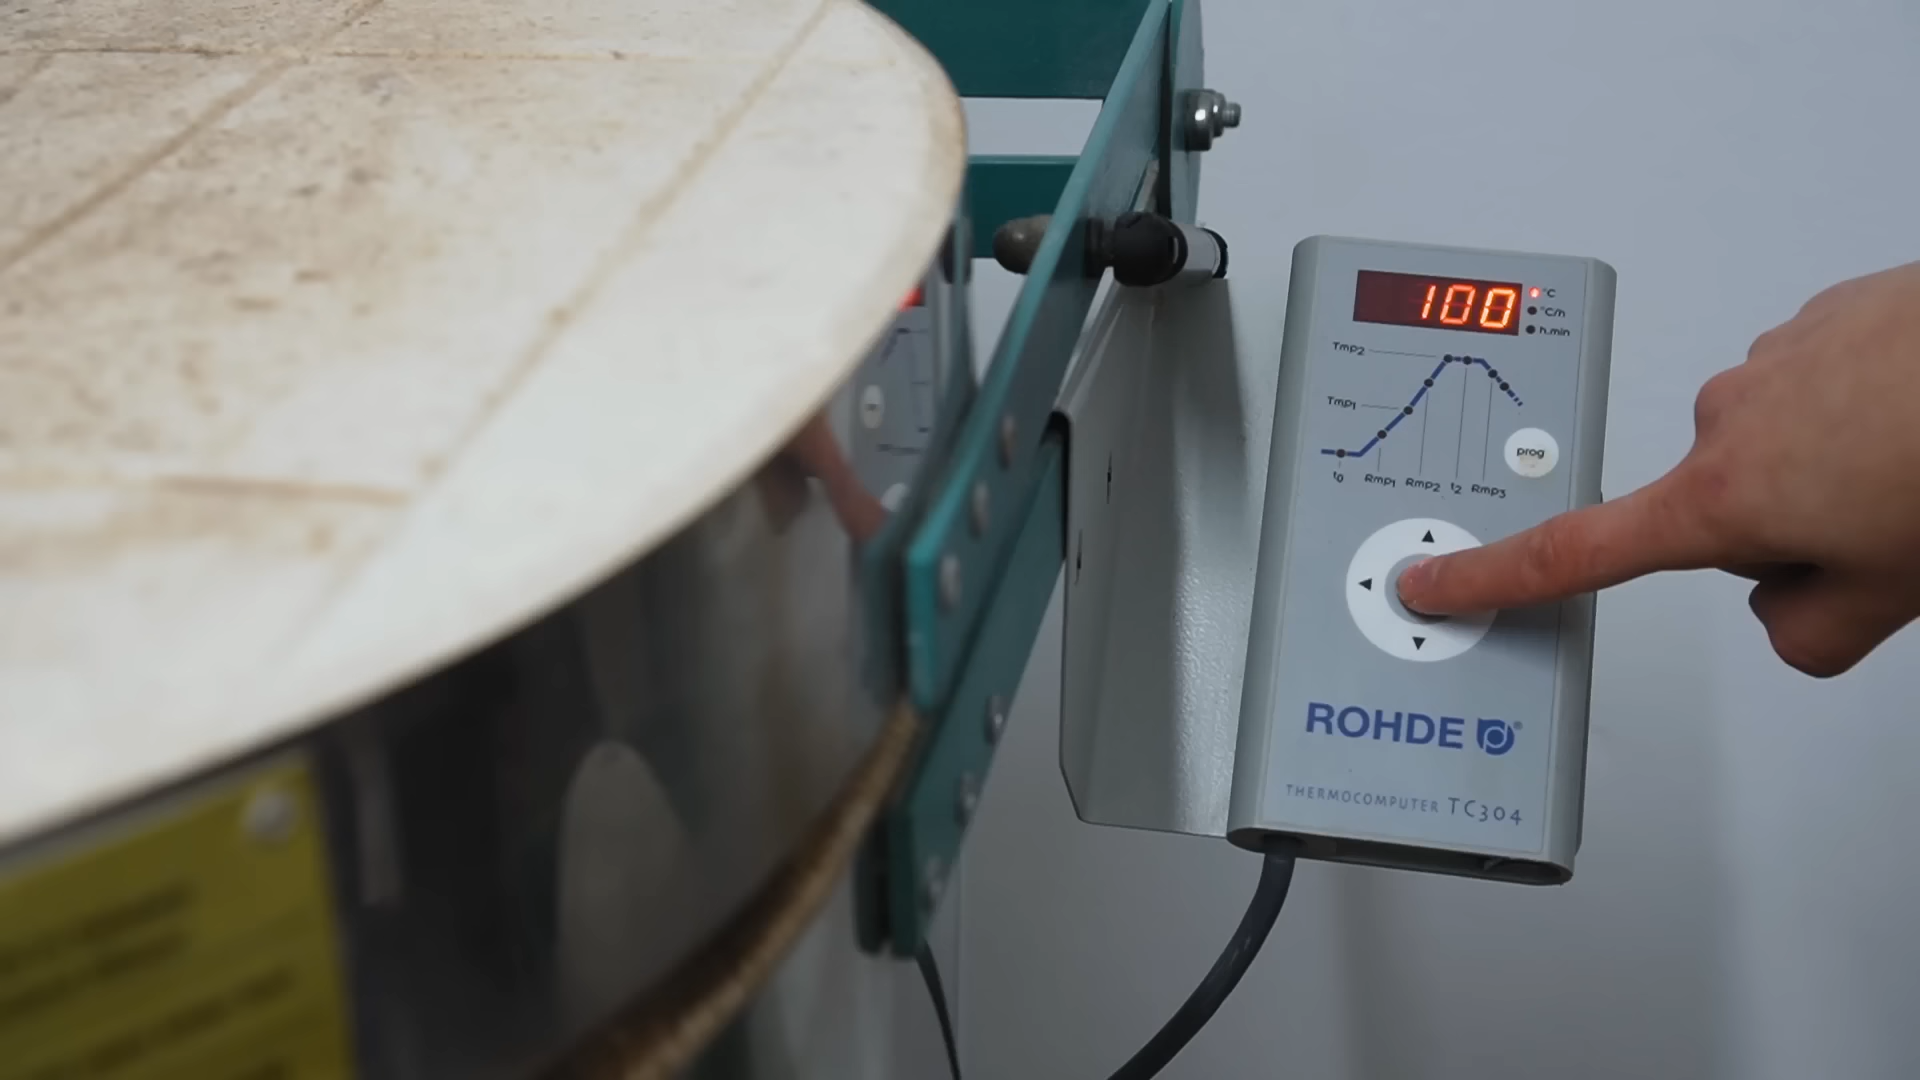 100
°C
°C/h
h.min
Tmp2
Tmp1
prog
t0 Rmp1 Rmp2 t2 Rmp3
ROHDE
THERMOCOMPUTER TC304